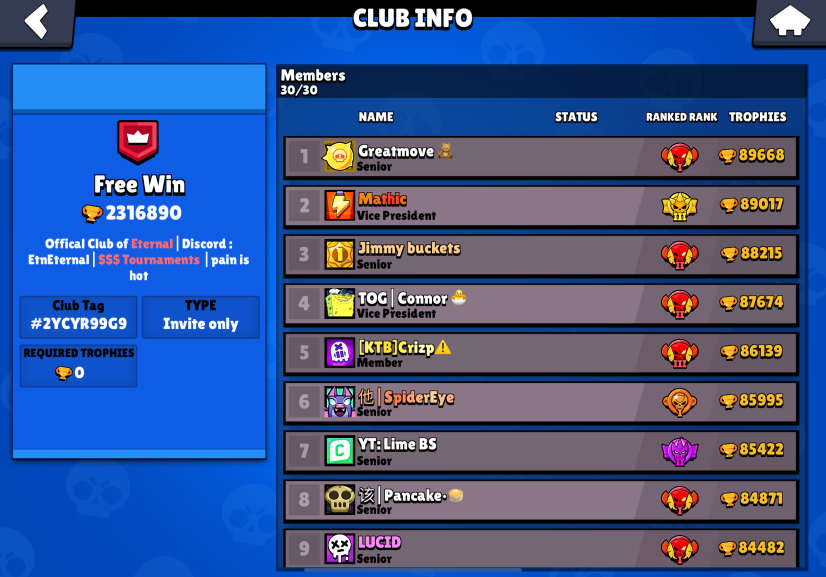 CLUB INFO
Free Win
2316890
Offical Club of Eternal | Discord :
EtnEternal | $$$ Tournaments | pain is
hot
Club Tag
#2YCYR99G9
TYPE
Invite only
REQUIRED TROPHIES
0
Members
30/30
NAME STATUS RANKED RANK TROPHIES
1 Greatmove🧸 89668
Senior
2 Mathic 89017
Vice President
3 Jimmy buckets 88215
Senior
4 TOG | Connor🐣 87674
Vice President
5 [KTB]Crizp⚠️ 86139
Member
6 他 | SpiderEye 85995
Senior
7 YT: Lime BS 85422
Senior
8 该 | Pancake·🥞 84871
Senior
9 LUCID 84482
Senior